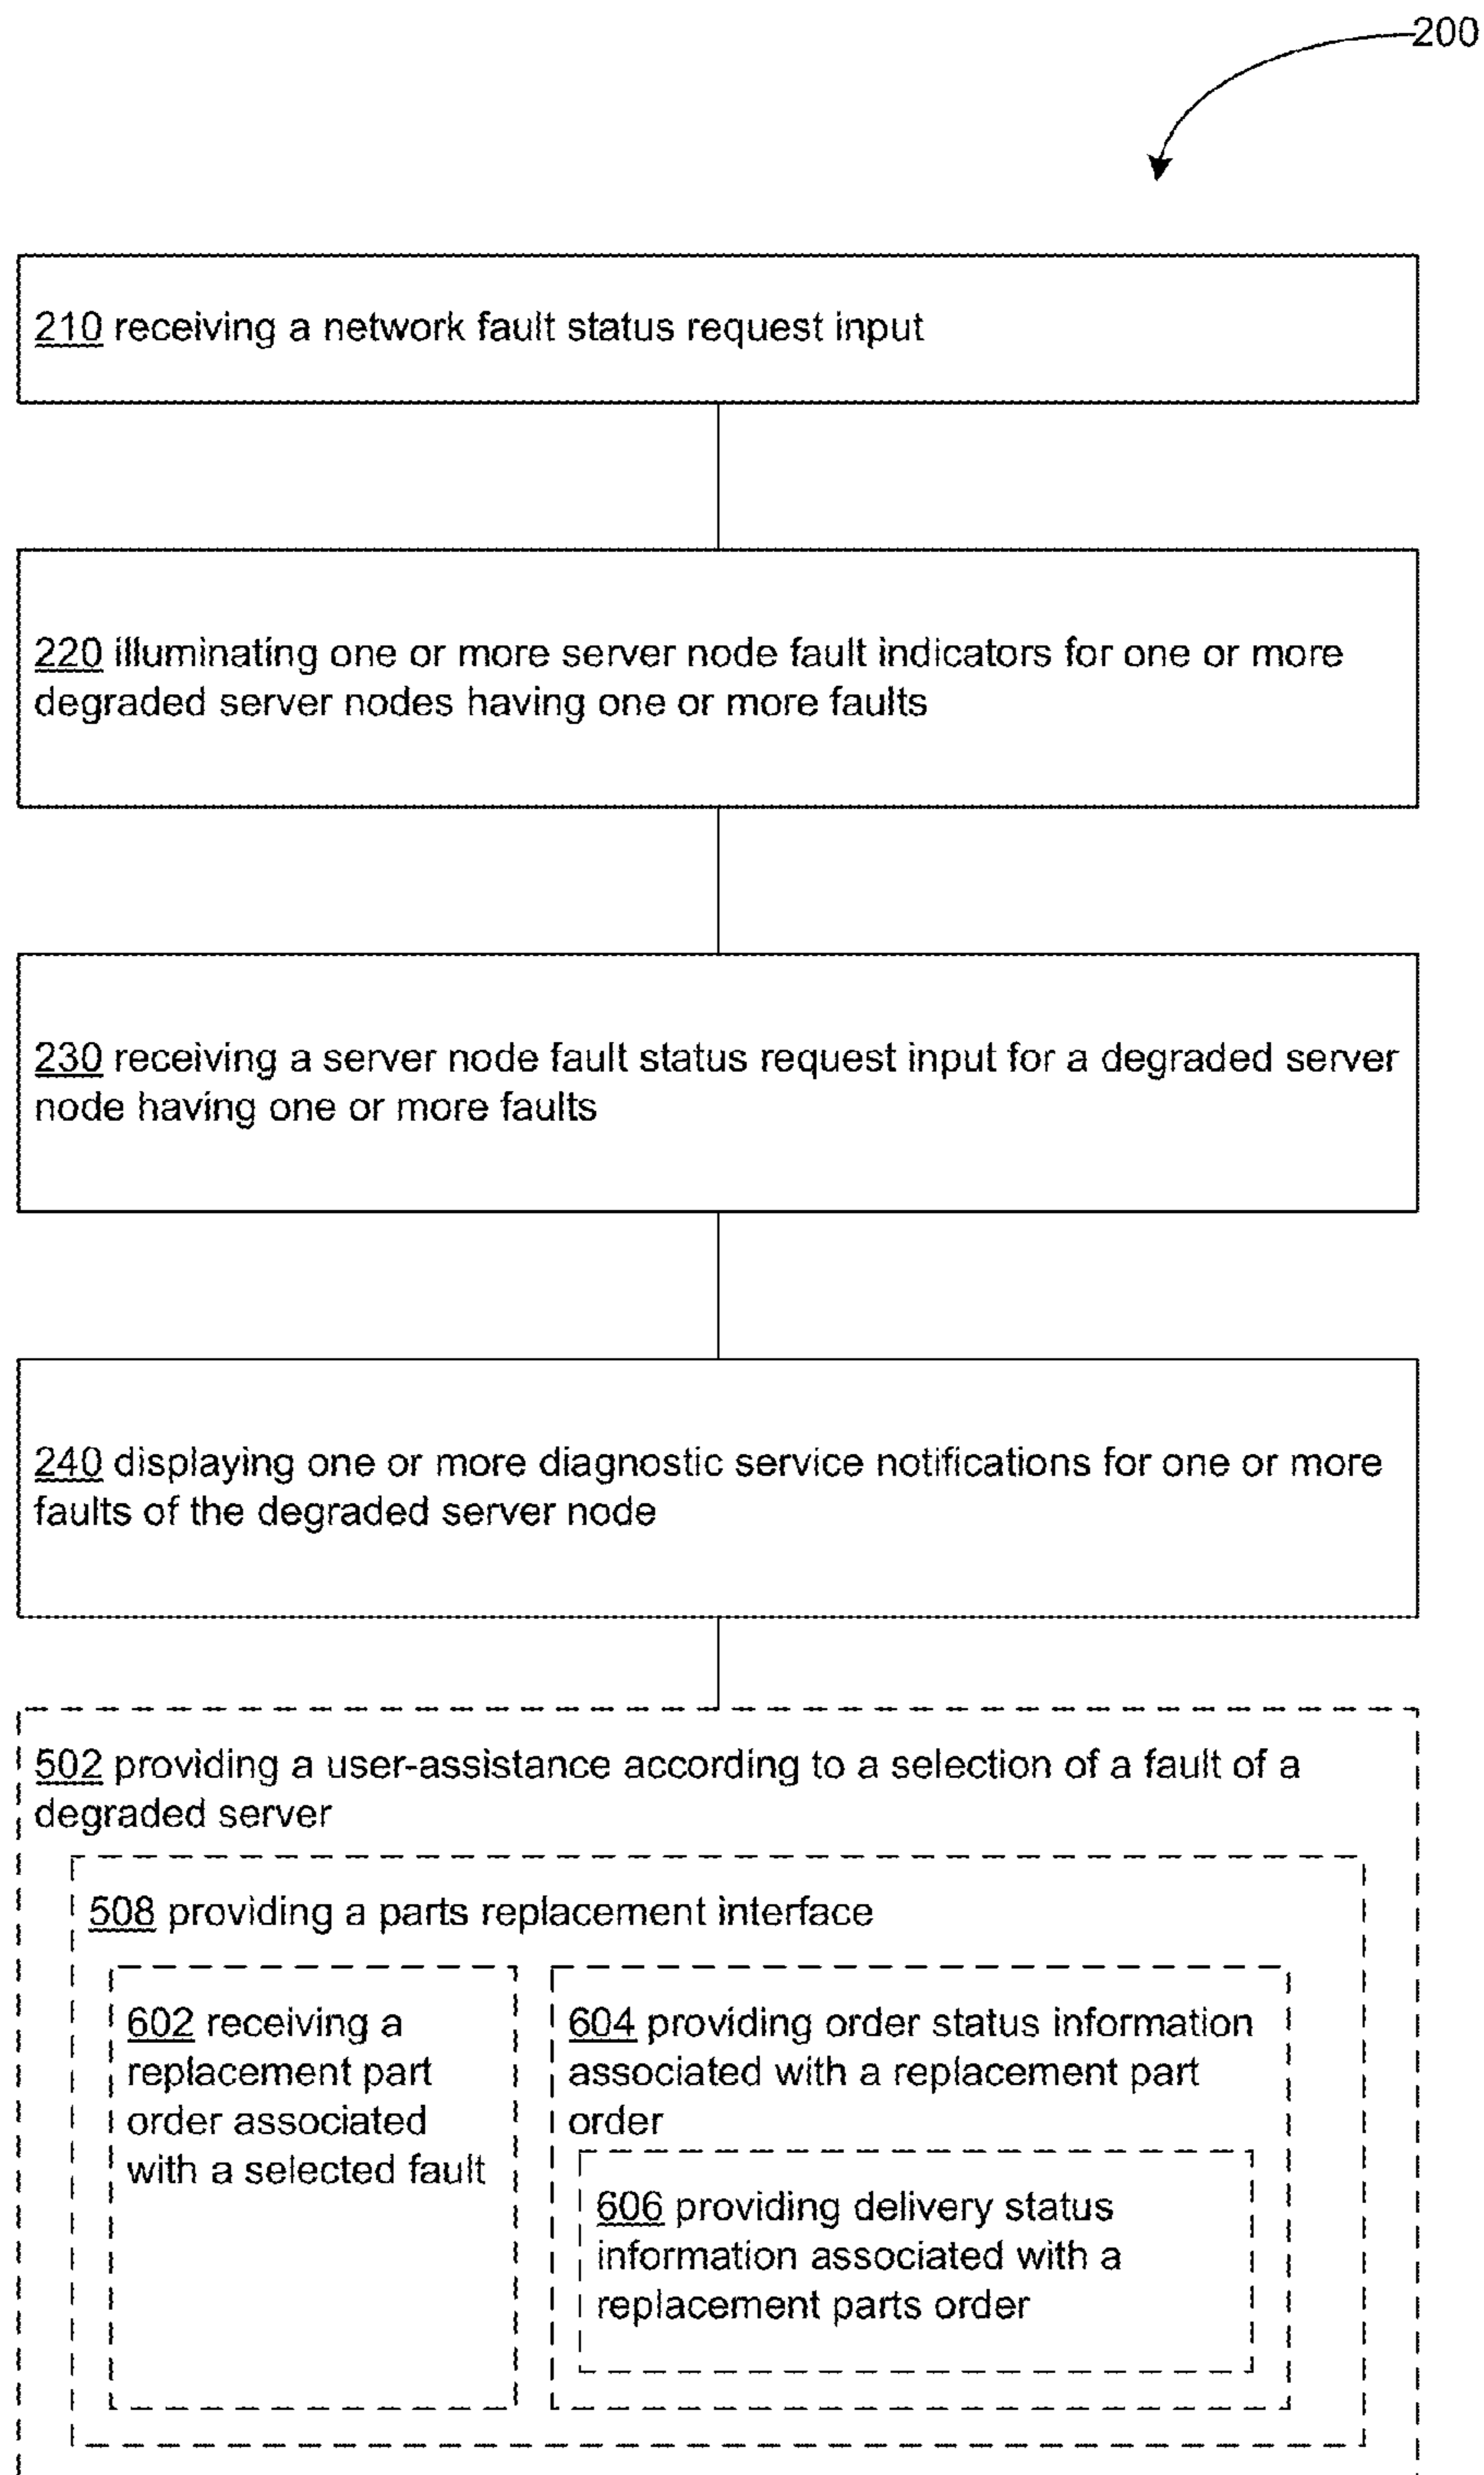 200
210 receiving a network fault status request input
220 illuminating one or more server node fault indicators for one or more
degraded server nodes having one or more faults
230 receiving a server node fault status request input for a degraded server
node having one or more faults
240 displaying one or more diagnostic service notifications for one or more
faults of the degraded server node
502 providing a user-assistance according to a selection of a fault of a
degraded server
508 providing a parts replacement interface
602 receiving a
replacement part
order associated
with a selected fault
604 providing order status information
associated with a replacement part
order
606 providing delivery status
information associated with a
replacement parts order